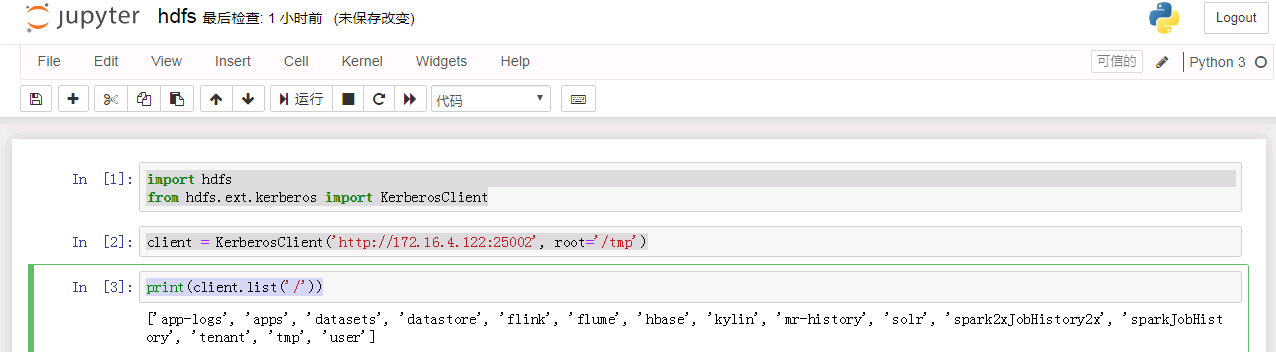 jupyter hdfs 最后检查: 1 小时前 (未保存改变) Logout
File Edit View Insert Cell Kernel Widgets Help 可信的 Python 3
运行 代码
In [1]: import hdfs
from hdfs.ext.kerberos import KerberosClient
In [2]: client = KerberosClient('http://172.16.4.122:25002', root='/tmp')
In [3]: print(client.list('/'))
['app-logs', 'apps', 'datasets', 'datastore', 'flink', 'flume', 'hbase', 'kylin', 'mr-history', 'solr', 'spark2xJobHistory2x', 'sparkJobHist
ory', 'tenant', 'tmp', 'user']